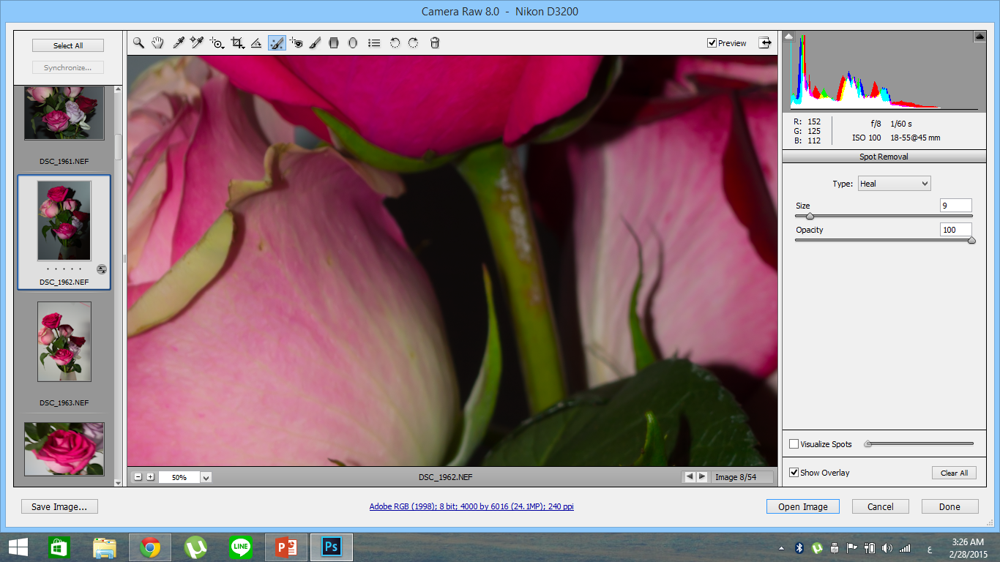 Camera Raw 8.0 - Nikon D3200
Select All
Synchronize...
Preview
DSC_1961.NEF
DSC_1962.NEF
DSC_1963.NEF
R: 152
G: 125
B: 112
f/8 1/60 s
ISO 100 18-55@45 mm
Spot Removal
Type: Heal
Size 9
Opacity 100
Visualize Spots
Show Overlay
Clear All
50%
DSC_1962.NEF
Image 8/54
Save Image...
Adobe RGB (1998); 8 bit; 4000 by 6016 (24.1MP); 240 ppi
Open Image
Cancel
Done
LINE
P
Ps
ع
3:26 AM
2/28/2015